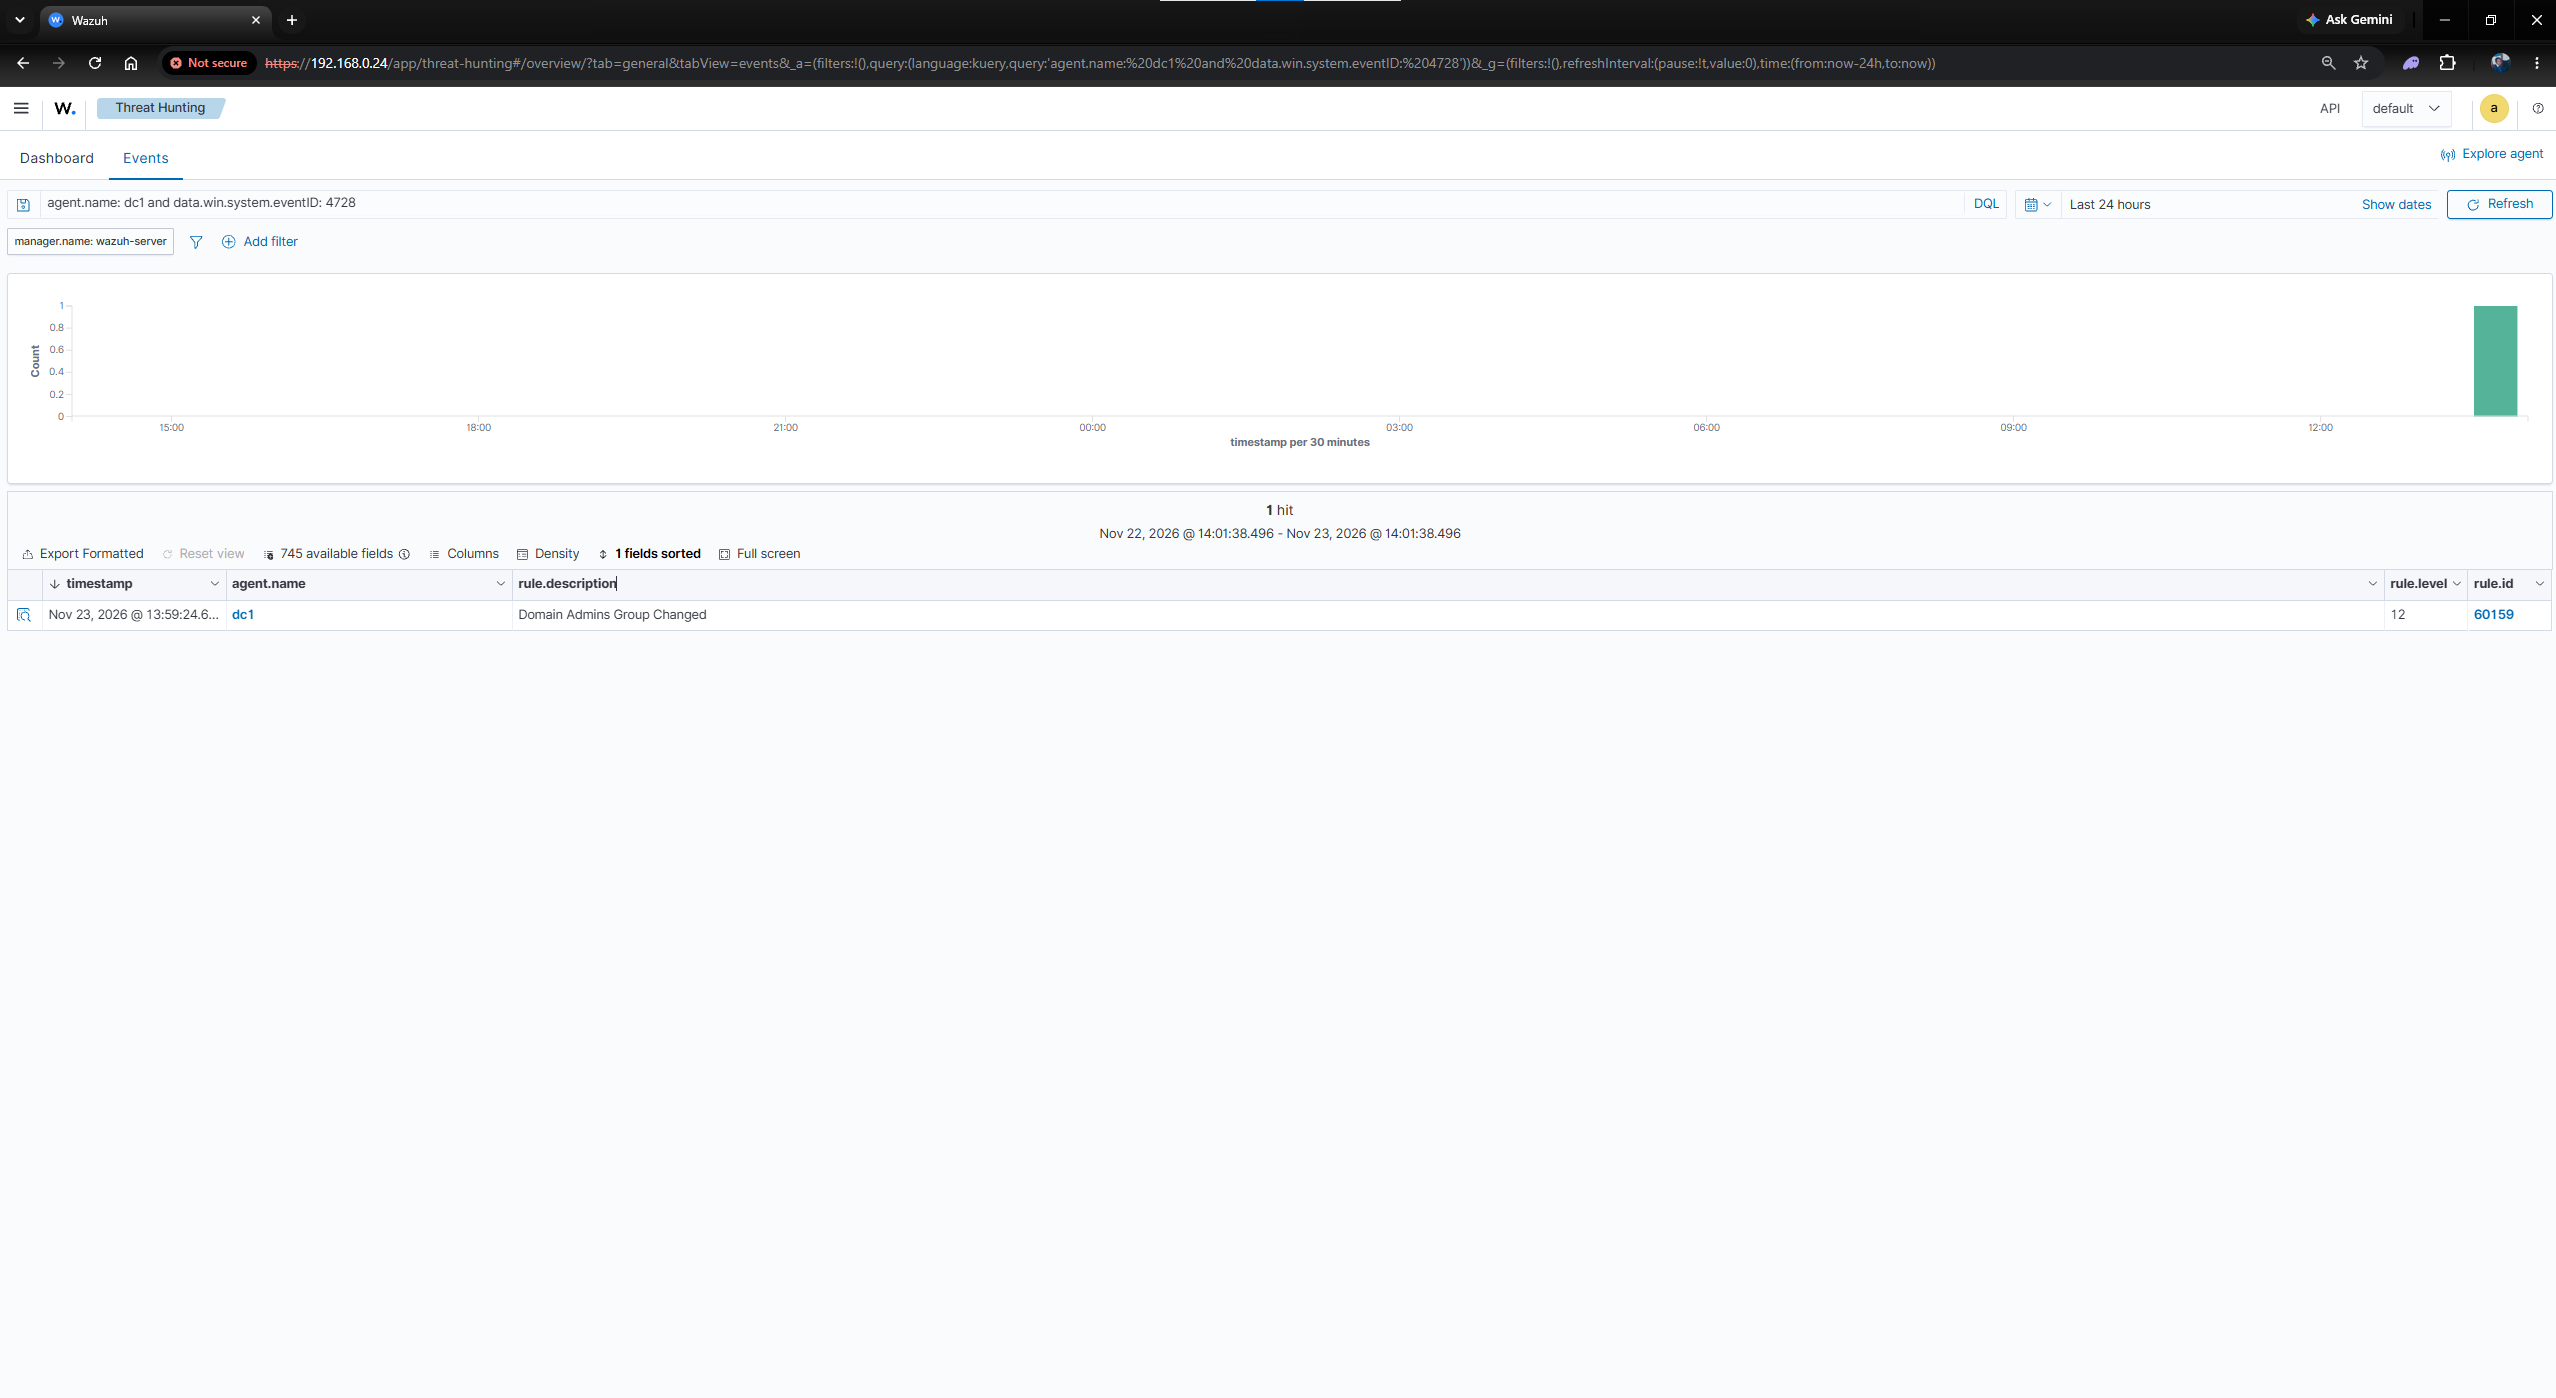 Wazuh
Ask Gemini
Not secure https://192.168.0.24/app/threat-hunting#/overview/?tab=general&tabView=events&_a=(filters:!(),query:(language:kuery,query:'agent.name:%20dc1%20and%20data.win.system.eventID:%204728'))&_g=(filters:!(),refreshInterval:(pause:!t,value:0),time:(from:now-24h,to:now))
W. Threat Hunting API default a
Dashboard Events Explore agent
agent.name: dc1 and data.win.system.eventID: 4728 DQL Last 24 hours Show dates Refresh
manager.name: wazuh-server Add filter
1
0.8
0.6
0.4
0.2
0
Count
15:00 18:00 21:00 00:00 03:00 06:00 09:00 12:00
timestamp per 30 minutes
1 hit
Nov 22, 2026 @ 14:01:38.496 - Nov 23, 2026 @ 14:01:38.496
Export Formatted Reset view 745 available fields Columns Density 1 fields sorted Full screen
timestamp agent.name rule.description rule.level rule.id
Nov 23, 2026 @ 13:59:24.6... dc1 Domain Admins Group Changed 12 60159